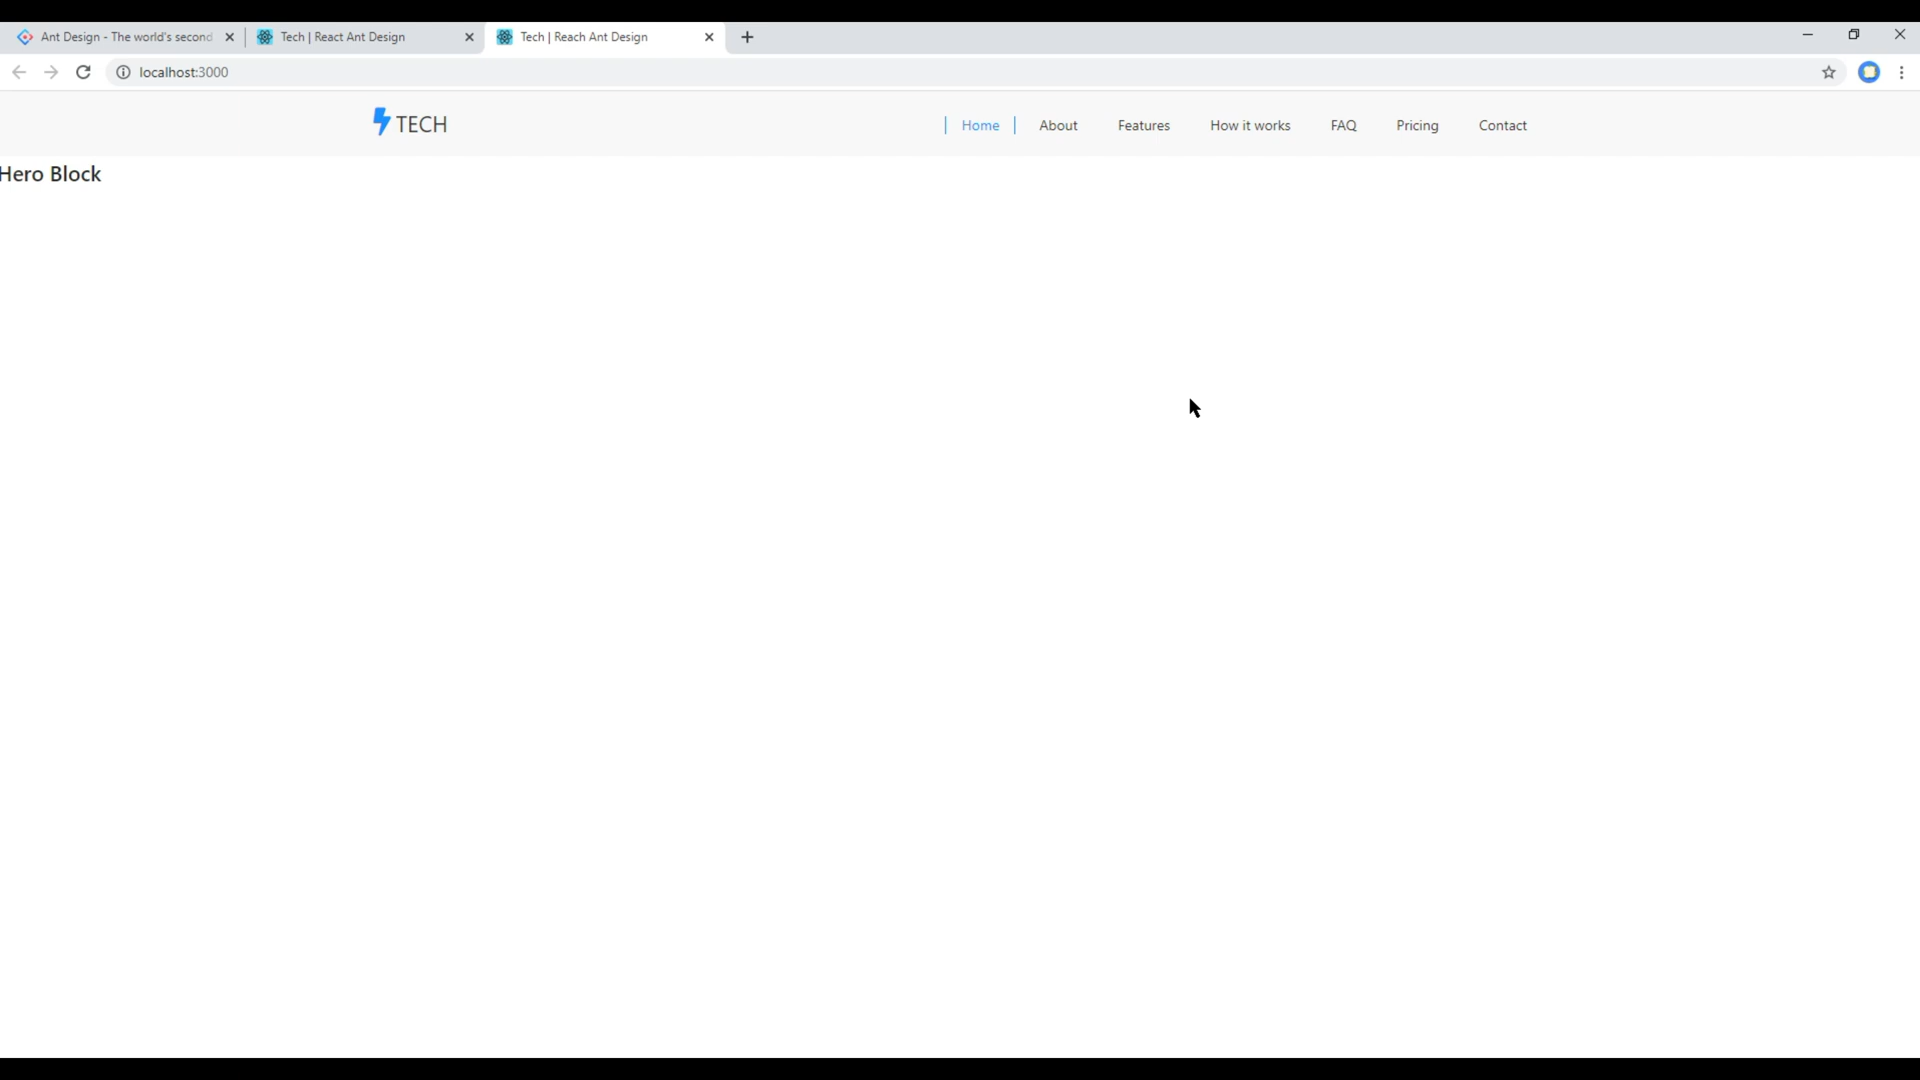 Ant Design - The world's second
Tech | React Ant Design
Tech | Reach Ant Design
localhost:3000
TECH
Home About Features How it works FAQ Pricing Contact
Hero Block